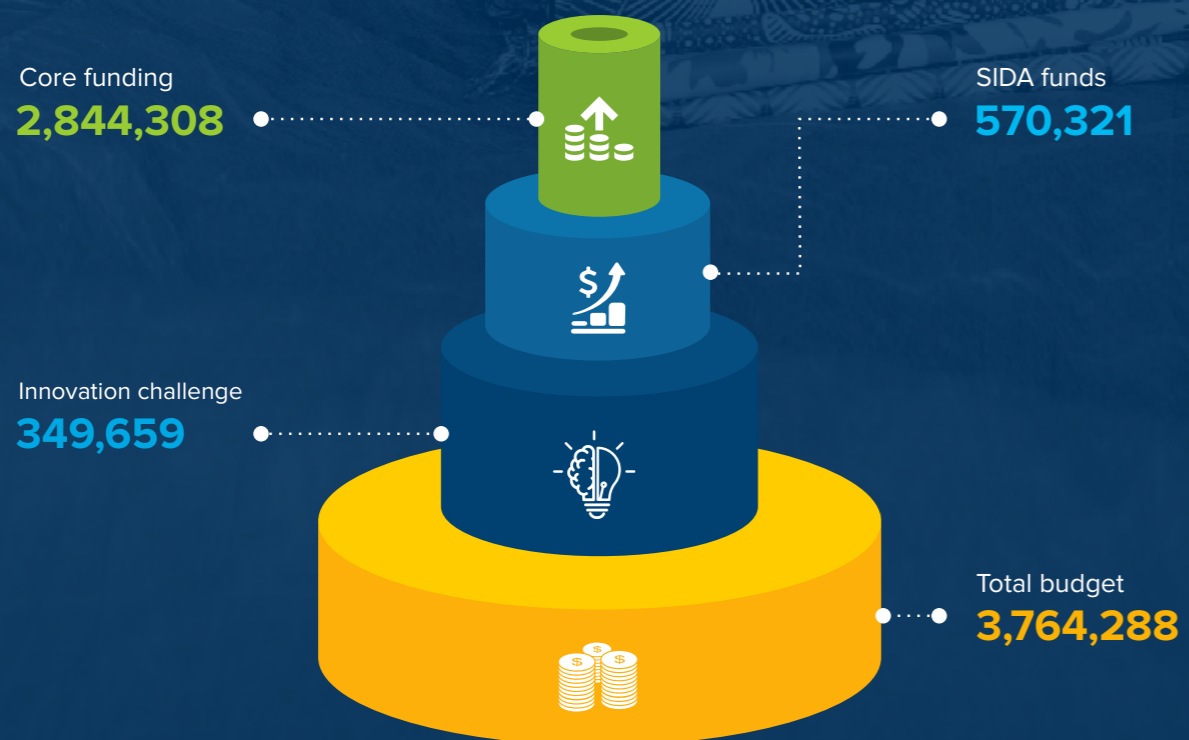 Core funding
2,844,308
SIDA funds
570,321
Innovation challenge
349,659
Total budget
3,764,288
$
$
$
$